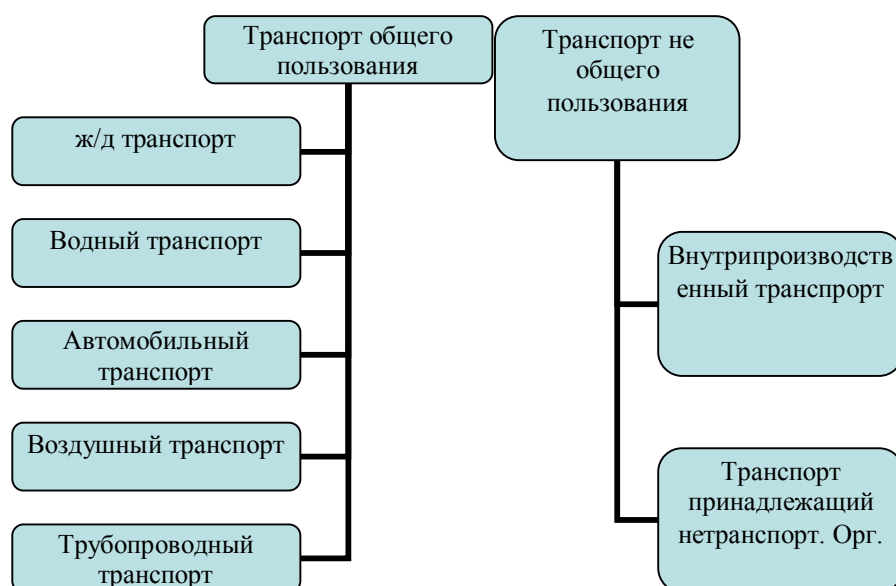 Транспорт общего
пользования
Транспорт не
общего
пользования
ж/д транспорт
Водный транспорт
Автомобильный
транспорт
Воздушный транспорт
Трубопроводный
транспорт
Внутрипроизводств
енный транспрорт
Транспорт
принадлежащий
нетранспорт. Орг.